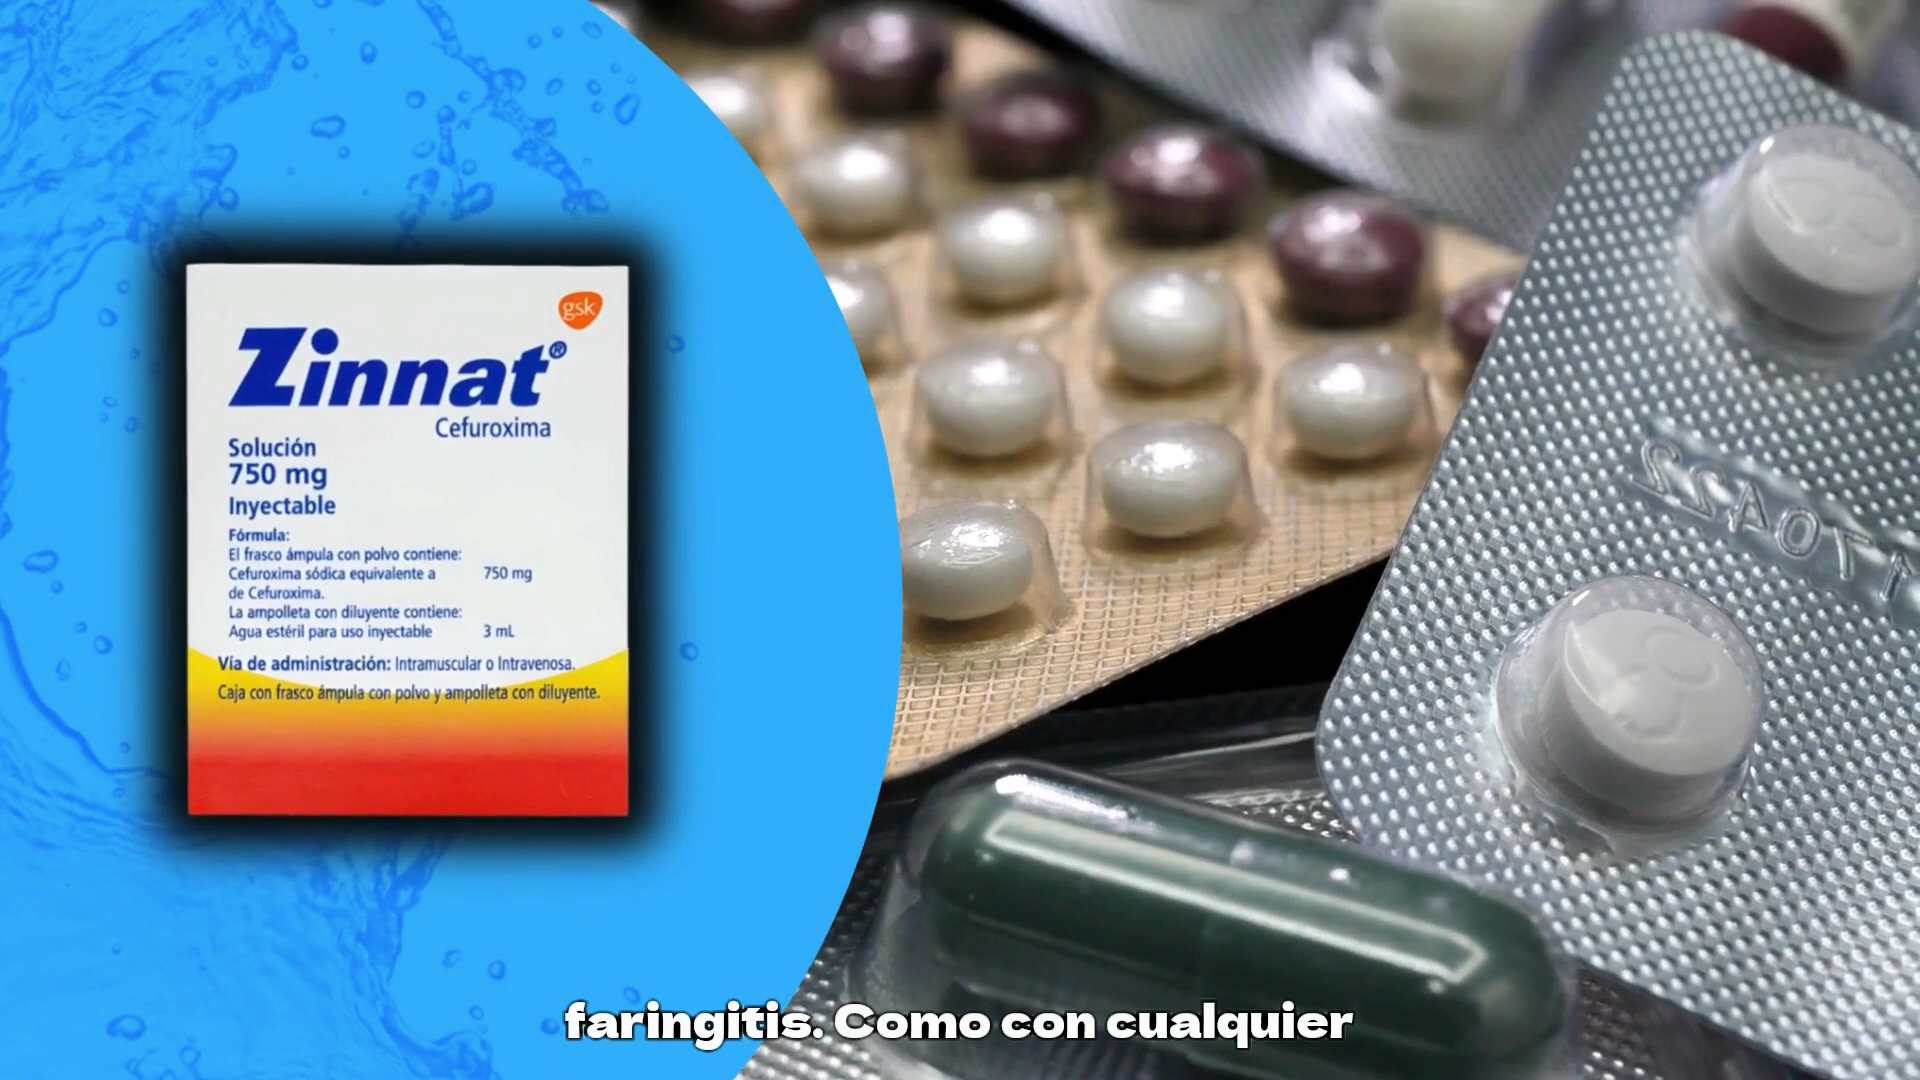 gsk
Zinnat®
Cefuroxima
Solución
750 mg
Inyectable
Fórmula:
El frasco ámpula con polvo contiene:
Cefuroxima sódica equivalente a 750 mg
de Cefuroxima.
La ampolleta con diluyente contiene:
Agua estéril para uso inyectable 3 mL
Vía de administración: Intramuscular o Intravenosa.
Caja con frasco ámpula con polvo y ampolleta con diluyente.
faringitis. Como con cualquier